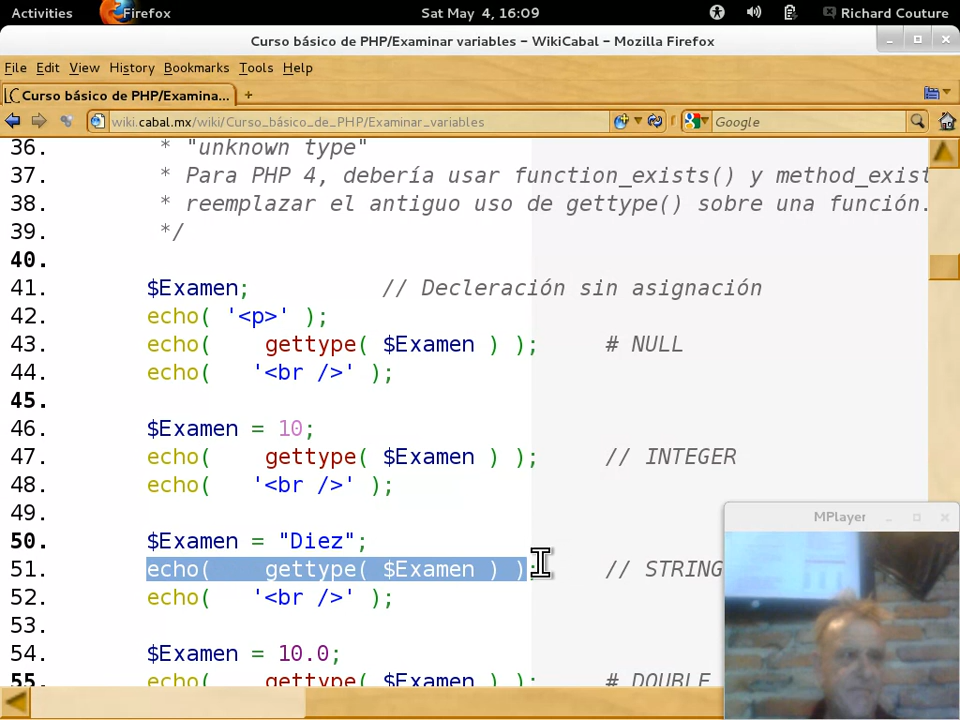 Activities Firefox Sat May 4, 16:09 Richard Couture
Curso básico de PHP/Examinar variables – WikiCabal – Mozilla Firefox
File Edit View History Bookmarks Tools Help
Curso básico de PHP/Examina... +
wiki.cabal.mx/wiki/Curso_básico_de_PHP/Examinar_variables Google
36. * "unknown type"
37. * Para PHP 4, debería usar function_exists() y method_exist
38. * reemplazar el antiguo uso de gettype() sobre una función.
39. */
40.
41. $Examen; // Decleración sin asignación
42. echo( '<p>' );
43. echo( gettype( $Examen ) ); # NULL
44. echo( '<br />' );
45.
46. $Examen = 10;
47. echo( gettype( $Examen ) ); // INTEGER
48. echo( '<br />' );
49.
50. $Examen = "Diez";
51. echo( gettype( $Examen ) ); // STRING
52. echo( '<br />' );
53.
54. $Examen = 10.0;
55. echo( gettype( $Examen ) ); # DOUBLE
MPlayer